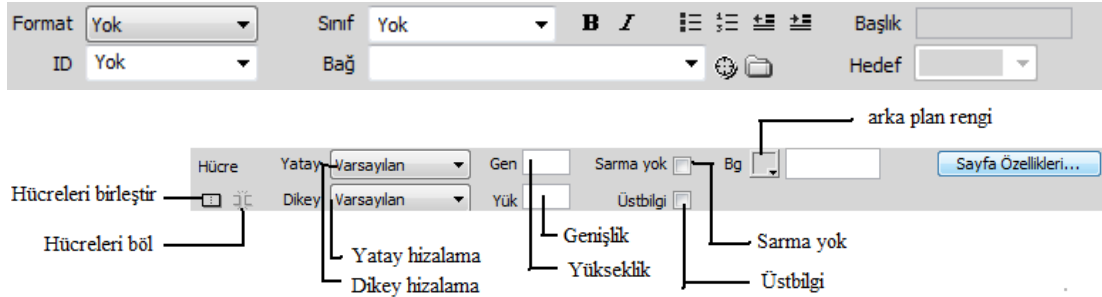 Format Yok Sınıf Yok B I Başlık
ID Yok Bağ Hedef
arka plan rengi
Hücre Yatay Varsayılan Gen Sarma yok Bg Sayfa Özellikleri...
Hücreleri birleştir Dikey Varsayılan Yük Üstbilgi
Hücreleri böl Genişlik Sarma yok
Yatay hizalama Yükseklik
Dikey hizalama Üstbilgi